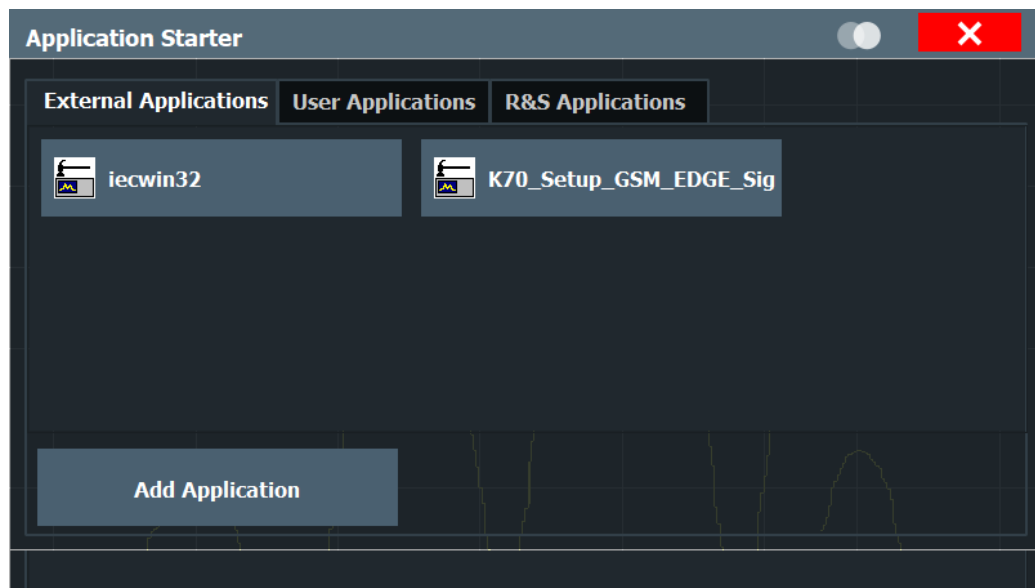 Application Starter
External Applications User Applications R&S Applications
iecwin32 K70_Setup_GSM_EDGE_Sig
Add Application